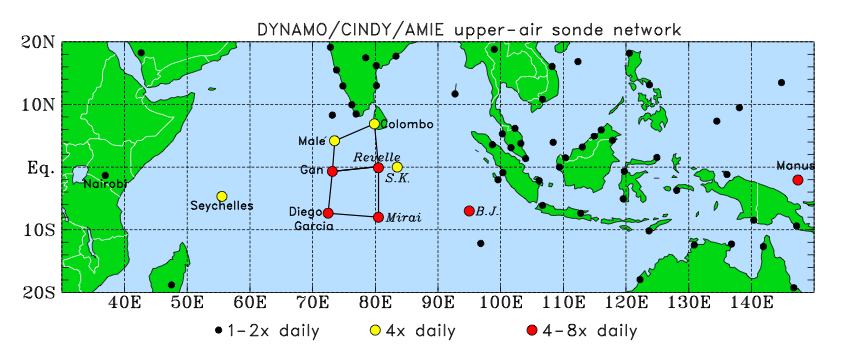 DYNAMO/CINDY/AMIE upper-air sonde network
20N
10N
Eq.
10S
20S
Colombo
Malé
Revelle
Gan
S.K.
Manus
Nairobi
Seychelles
Diego
Garcia
Mirai
B.J.
40E 50E 60E 70E 80E 90E 100E 110E 120E 130E 140E
1-2x daily 4x daily 4-8x daily